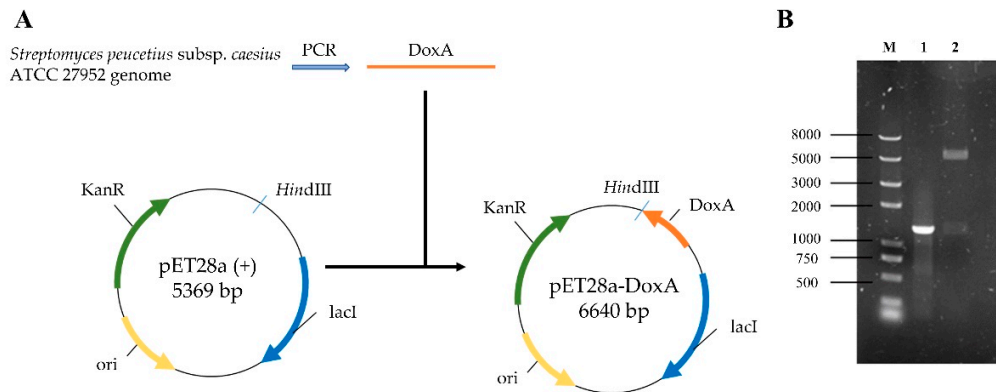 A
Streptomyces peucetius subsp. caesius
ATCC 27952 genome
PCR
DoxA
KanR
HindIII
pET28a (+)
5369 bp
lacI
ori
KanR
HindIII
DoxA
pET28a-DoxA
6640 bp
lacI
ori
B
M 1 2
8000
5000
3000
2000
1000
750
500